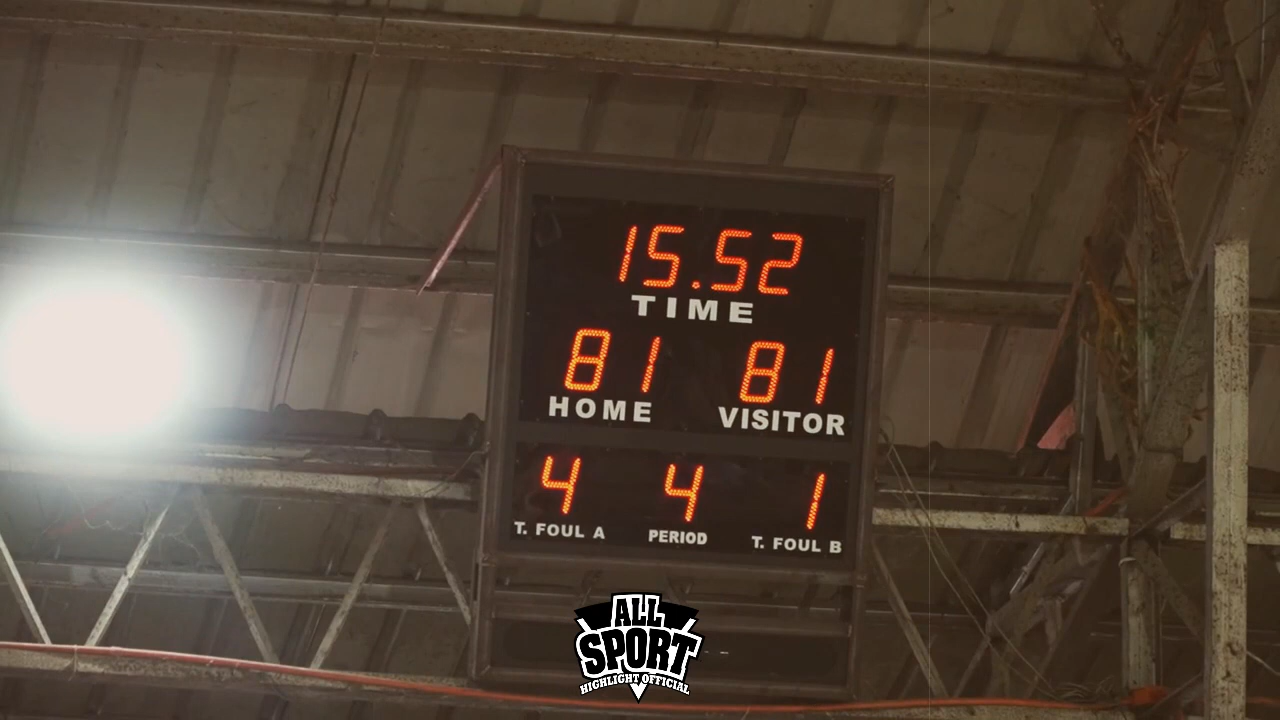 15.52
TIME
81 81
HOME VISITOR
4 4 1
T. FOUL A PERIOD T. FOUL B
ALL
SPORT
HIGHLIGHT OFFICIAL